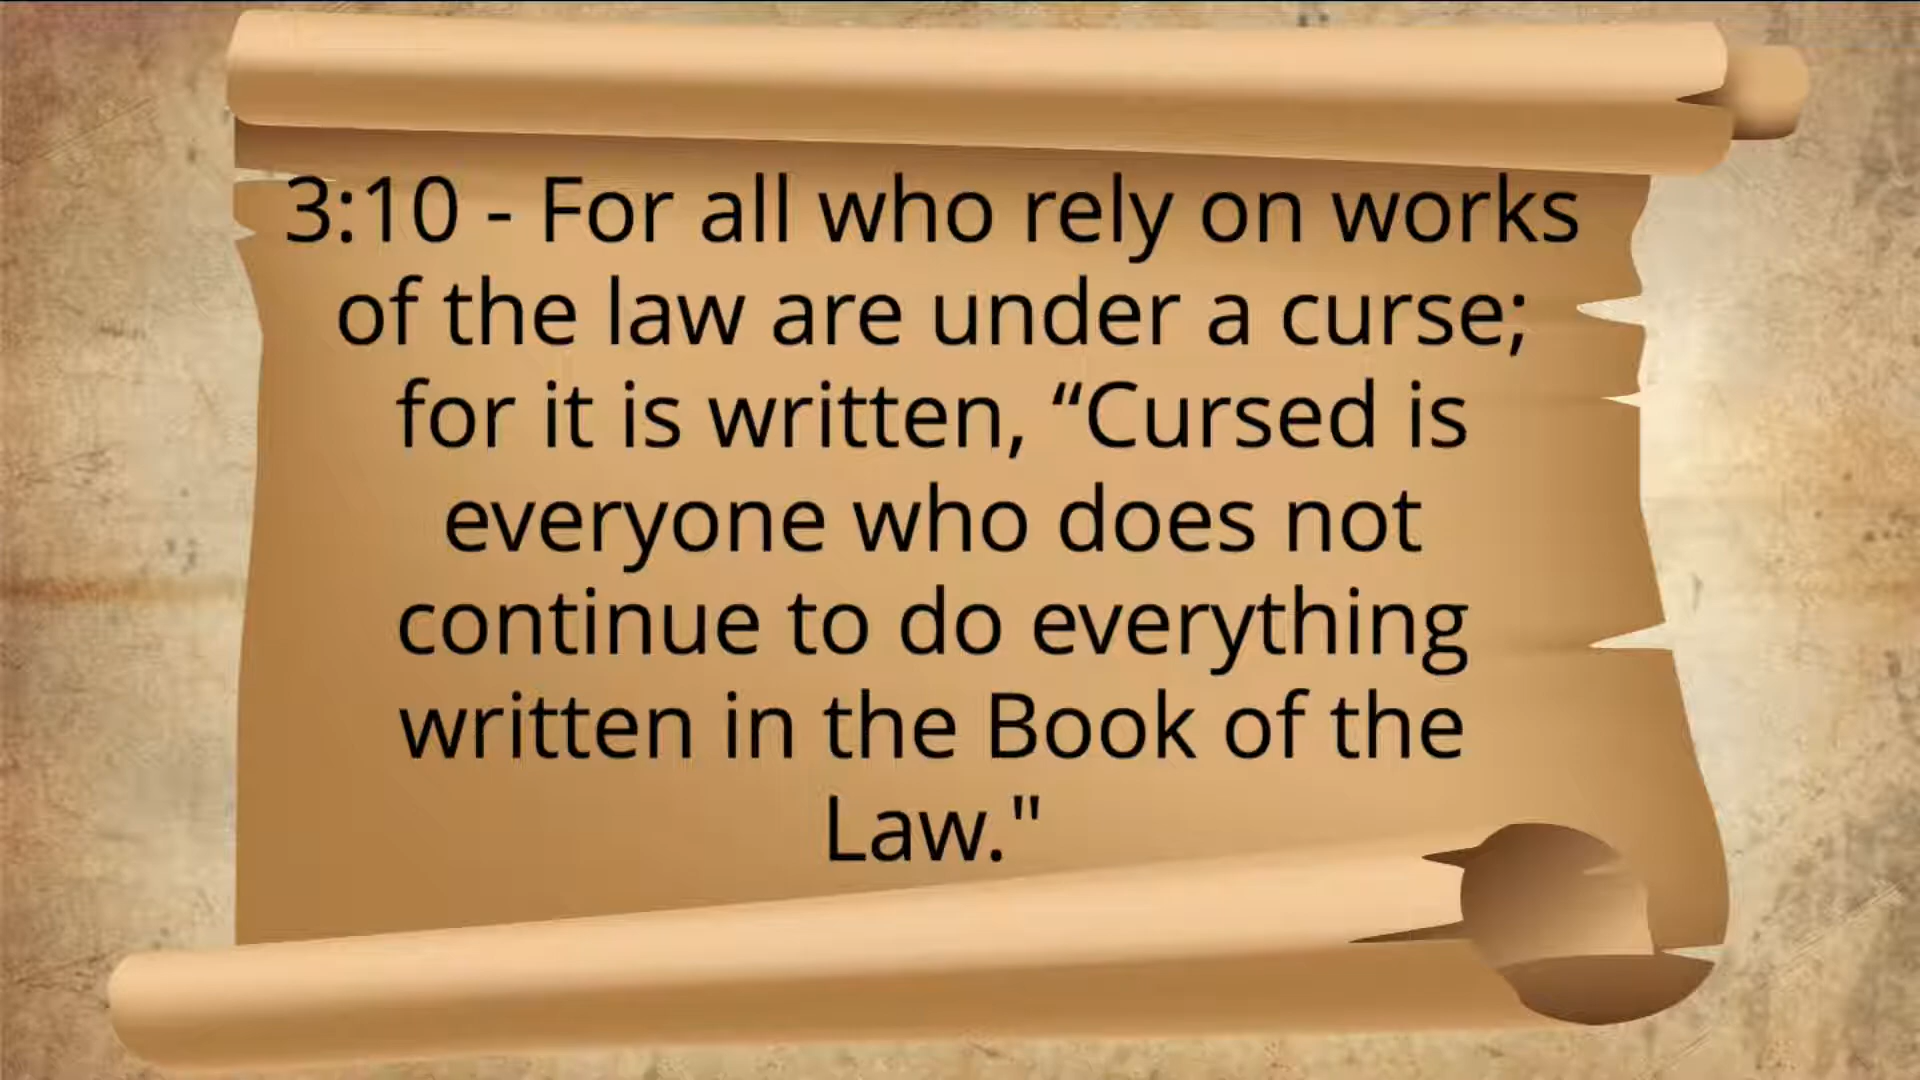 3:10 - For all who rely on works
of the law are under a curse;
for it is written, “Cursed is
everyone who does not
continue to do everything
written in the Book of the
Law."